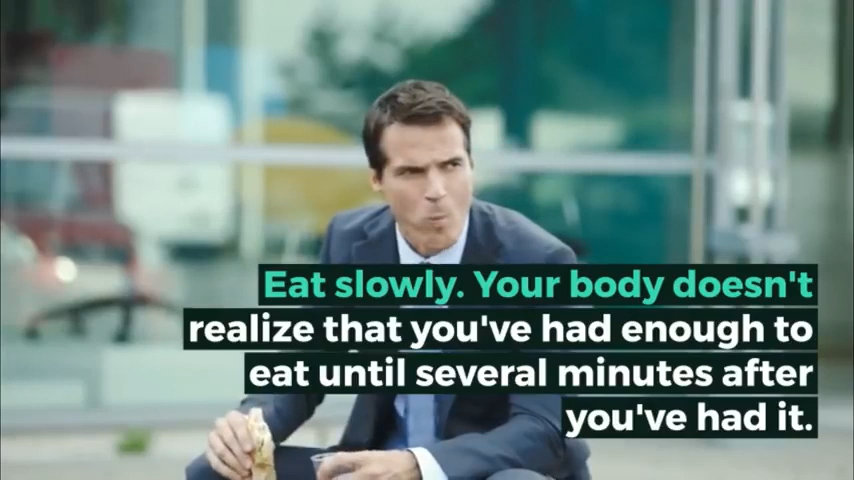 Eat slowly. Your body doesn't
realize that you've had enough to
eat until several minutes after
you've had it.